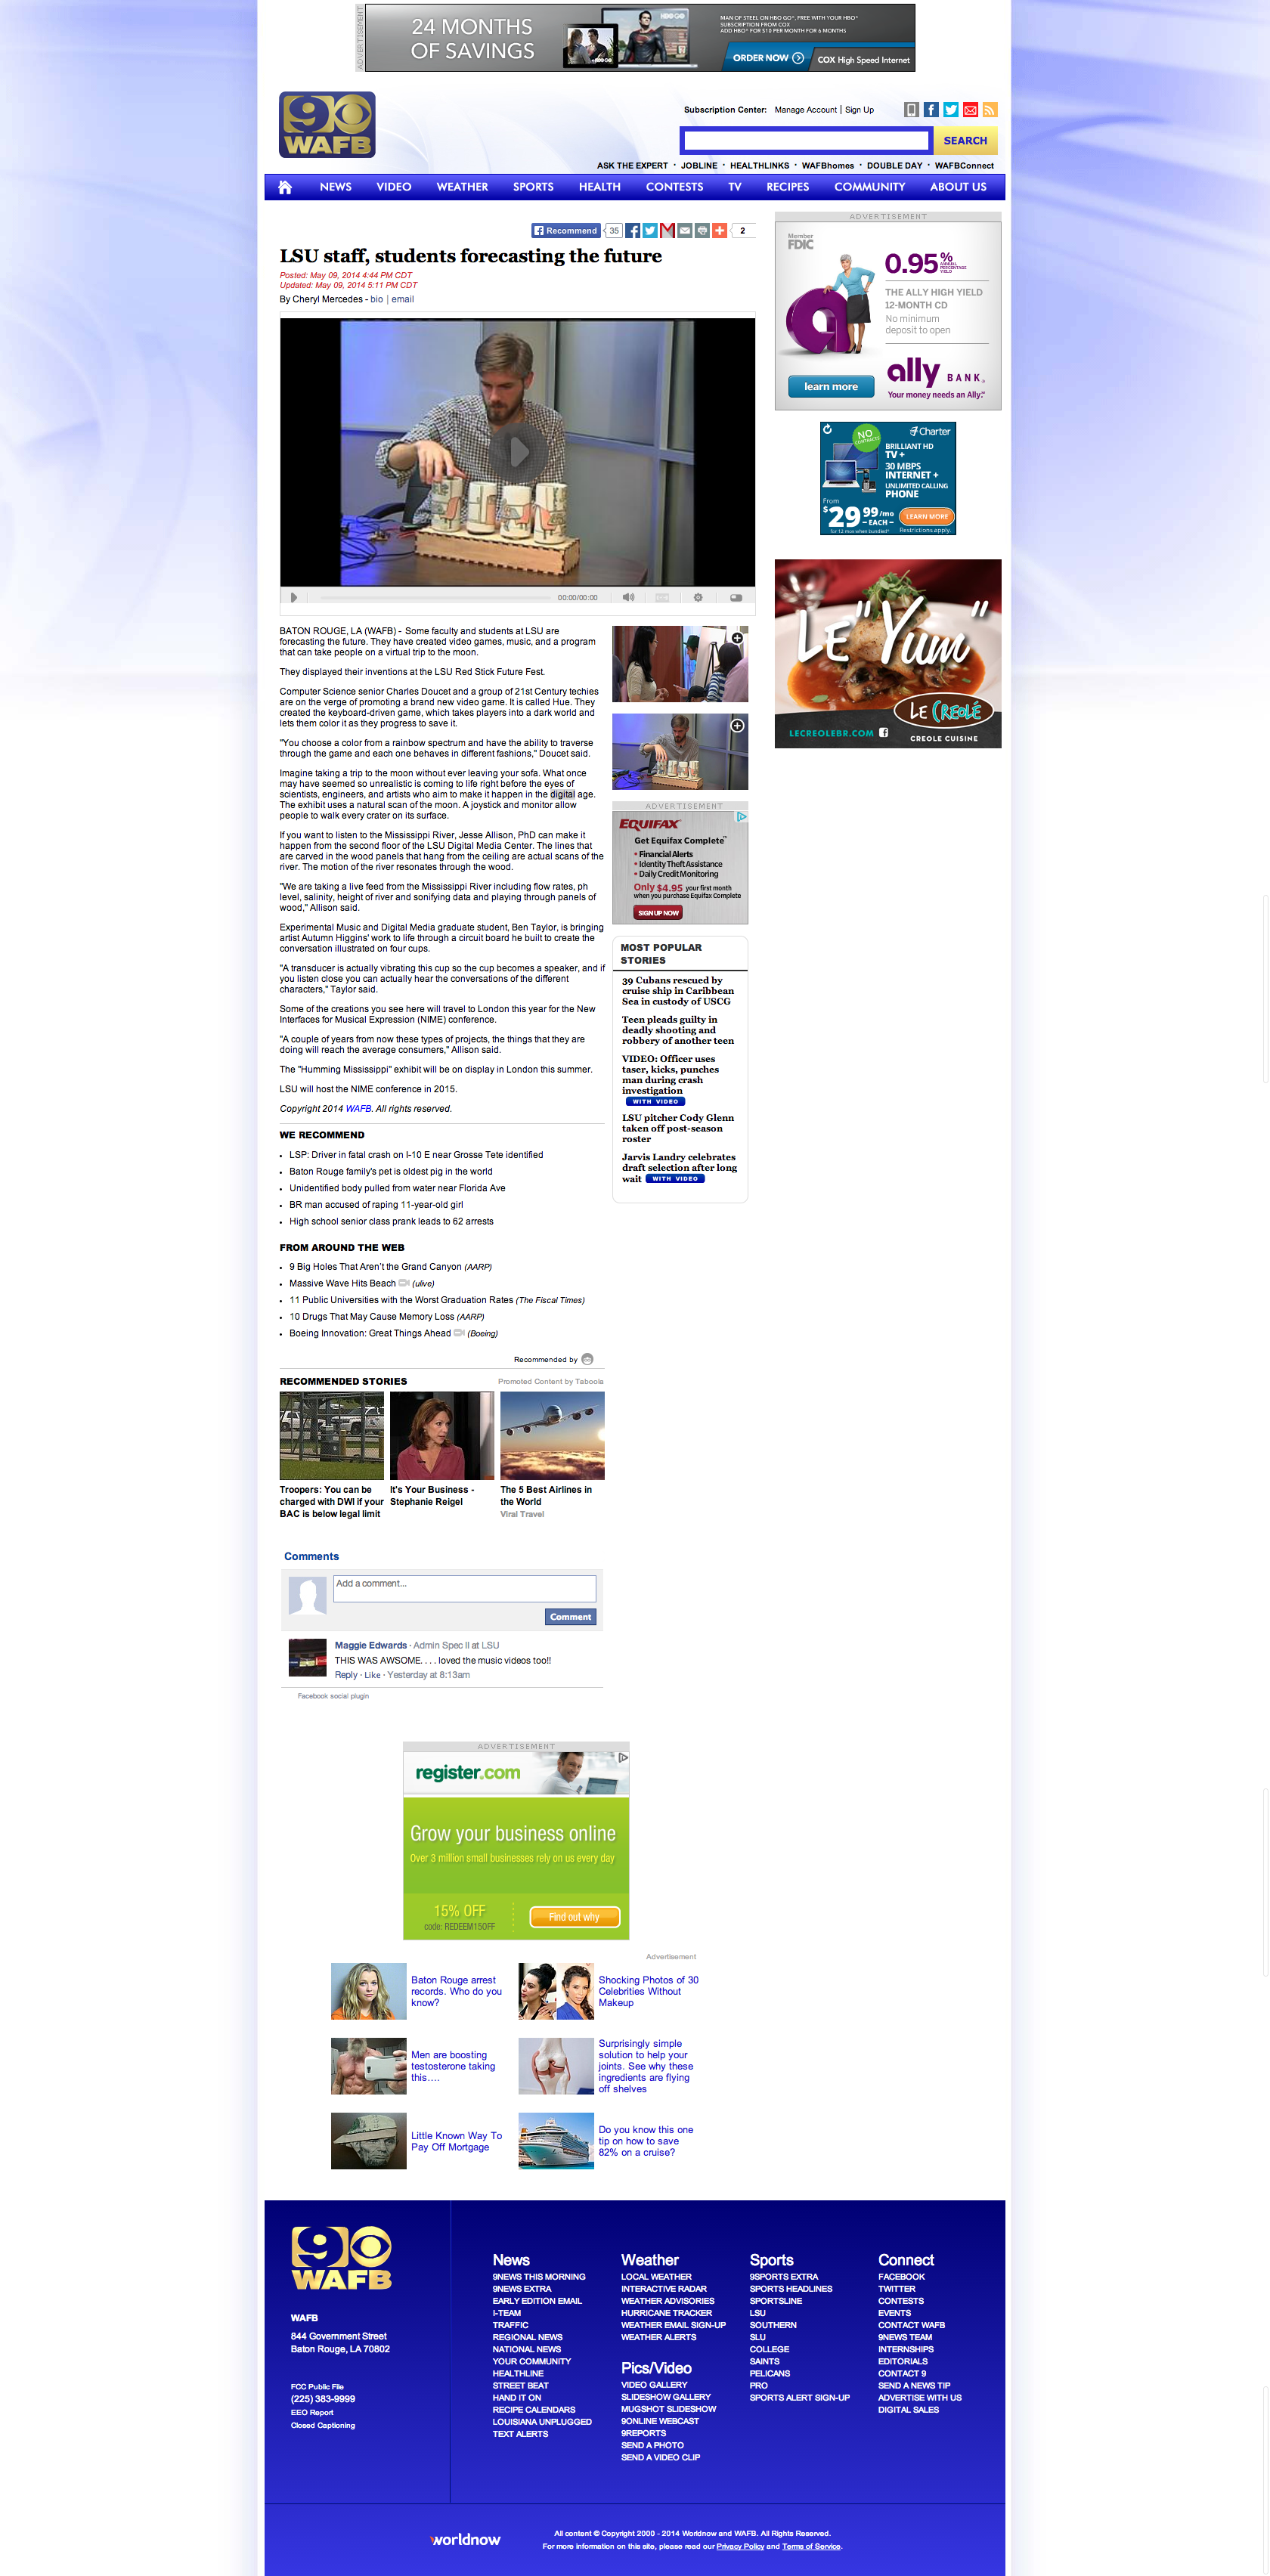 ADVERTISEMENT
24 MONTHS
OF SAVINGS
MAN OF STEEL ON HBO GO®, FREE WITH YOUR HBO®
SUBSCRIPTION FROM COX
ADD HBO® FOR $10 PER MONTH FOR 6 MONTHS
ORDER NOW
COX High Speed Internet
9
WAFB
Subscription Center: Manage Account | Sign Up
SEARCH
ASK THE EXPERT · JOBLINE · HEALTHLINKS · WAFBhomes · DOUBLE DAY · WAFBConnect
NEWS VIDEO WEATHER SPORTS HEALTH CONTESTS TV RECIPES COMMUNITY ABOUT US
Recommend 35 2
LSU staff, students forecasting the future
Posted: May 09, 2014 4:44 PM CDT
Updated: May 09, 2014 5:11 PM CDT
By Cheryl Mercedes - bio | email
00:00/00:00
BATON ROUGE, LA (WAFB) - Some faculty and students at LSU are
forecasting the future. They have created video games, music, and a program
that can take people on a virtual trip to the moon.
They displayed their inventions at the LSU Red Stick Future Fest.
Computer Science senior Charles Doucet and a group of 21st Century techies
are on the verge of promoting a brand new video game. It is called Hue. They
created the keyboard-driven game, which takes players into a dark world and
lets them color it as they progress to save it.
"You choose a color from a rainbow spectrum and have the ability to traverse
through the game and each one behaves in different fashions," Doucet said.
Imagine taking a trip to the moon without ever leaving your sofa. What once
may have seemed so unrealistic is coming to life right before the eyes of
scientists, engineers, and artists who aim to make it happen in the digital age.
The exhibit uses a natural scan of the moon. A joystick and monitor allow
people to walk every crater on its surface.
If you want to listen to the Mississippi River, Jesse Allison, PhD can make it
happen from the second floor of the LSU Digital Media Center. The lines that
are carved in the wood panels that hang from the ceiling are actual scans of the
river. The motion of the river resonates through the wood.
"We are taking a live feed from the Mississippi River including flow rates, ph
level, salinity, height of river and sonifying data and playing through panels of
wood," Allison said.
Experimental Music and Digital Media graduate student, Ben Taylor, is bringing
artist Autumn Higgins' work to life through a circuit board he built to create the
conversation illustrated on four cups.
"A transducer is actually vibrating this cup so the cup becomes a speaker, and if
you listen close you can actually hear the conversations of the different
characters," Taylor said.
Some of the creations you see here will travel to London this year for the New
Interfaces for Musical Expression (NIME) conference.
"A couple of years from now these types of projects, the things that they are
doing will reach the average consumers," Allison said.
The "Humming Mississippi" exhibit will be on display in London this summer.
LSU will host the NIME conference in 2015.
Copyright 2014 WAFB. All rights reserved.
WE RECOMMEND
• LSP: Driver in fatal crash on I-10 E near Grosse Tete identified
• Baton Rouge family's pet is oldest pig in the world
• Unidentified body pulled from water near Florida Ave
• BR man accused of raping 11-year-old girl
• High school senior class prank leads to 62 arrests
FROM AROUND THE WEB
• 9 Big Holes That Aren't the Grand Canyon (AARP)
• Massive Wave Hits Beach (ulive)
• 11 Public Universities with the Worst Graduation Rates (The Fiscal Times)
• 10 Drugs That May Cause Memory Loss (AARP)
• Boeing Innovation: Great Things Ahead (Boeing)
Recommended by
RECOMMENDED STORIES
Promoted Content by Taboola
Troopers: You can be
charged with DWI if your
BAC is below legal limit
It's Your Business -
Stephanie Reigel
The 5 Best Airlines in
the World
Viral Travel
ADVERTISEMENT
EQUIFAX
Get Equifax Complete™
• Financial Alerts
• Identity Theft Assistance
• Daily Credit Monitoring
Only $4.95 your first month
when you purchase Equifax Complete
SIGN UP NOW
MOST POPULAR
STORIES
39 Cubans rescued by
cruise ship in Caribbean
Sea in custody of USCG
Teen pleads guilty in
deadly shooting and
robbery of another teen
VIDEO: Officer uses
taser, kicks, punches
man during crash
investigation
WITH VIDEO
LSU pitcher Cody Glenn
taken off post-season
roster
Jarvis Landry celebrates
draft selection after long
wait WITH VIDEO
ADVERTISEMENT
Member
FDIC
0.95%
ANNUAL
PERCENTAGE
YIELD
THE ALLY HIGH YIELD
12-MONTH CD
No minimum
deposit to open
a
learn more
ally BANK®
Your money needs an Ally.℠
NO
CONTRACTS
Charter
BRILLIANT HD
TV +
30 MBPS
INTERNET +
UNLIMITED CALLING
PHONE
From
$29.99/mo
– EACH –
for 12 mos when bundled*
LEARN MORE
Restrictions apply.
LE "Yum"
LE CREOLÉ
LECREOLEBR.COM
CREOLE CUISINE
Comments
Add a comment...
Comment
Maggie Edwards · Admin Spec II at LSU
THIS WAS AWSOME. . . . loved the music videos too!!
Reply · Like · Yesterday at 8:13am
Facebook social plugin
ADVERTISEMENT
register.com
Grow your business online
Over 3 million small businesses rely on us every day
15% OFF
code: REDEEM15OFF
Find out why
Advertisement
Baton Rouge arrest
records. Who do you
know?
Shocking Photos of 30
Celebrities Without
Makeup
Men are boosting
testosterone taking
this....
Surprisingly simple
solution to help your
joints. See why these
ingredients are flying
off shelves
Little Known Way To
Pay Off Mortgage
Do you know this one
tip on how to save
82% on a cruise?
9
WAFB
WAFB
844 Government Street
Baton Rouge, LA 70802
FCC Public File
(225) 383-9999
EEO Report
Closed Captioning
News
9NEWS THIS MORNING
9NEWS EXTRA
EARLY EDITION EMAIL
I-TEAM
TRAFFIC
REGIONAL NEWS
NATIONAL NEWS
YOUR COMMUNITY
HEALTHLINE
STREET BEAT
HAND IT ON
RECIPE CALENDARS
LOUISIANA UNPLUGGED
TEXT ALERTS
Weather
LOCAL WEATHER
INTERACTIVE RADAR
WEATHER ADVISORIES
HURRICANE TRACKER
WEATHER EMAIL SIGN-UP
WEATHER ALERTS
Pics/Video
VIDEO GALLERY
SLIDESHOW GALLERY
MUGSHOT SLIDESHOW
9ONLINE WEBCAST
9REPORTS
SEND A PHOTO
SEND A VIDEO CLIP
Sports
9SPORTS EXTRA
SPORTS HEADLINES
SPORTSLINE
LSU
SOUTHERN
SLU
COLLEGE
SAINTS
PELICANS
PRO
SPORTS ALERT SIGN-UP
Connect
FACEBOOK
TWITTER
CONTESTS
EVENTS
CONTACT WAFB
9NEWS TEAM
INTERNSHIPS
EDITORIALS
CONTACT 9
SEND A NEWS TIP
ADVERTISE WITH US
DIGITAL SALES
worldnow
All content © Copyright 2000 - 2014 Worldnow and WAFB. All Rights Reserved.
For more information on this site, please read our Privacy Policy and Terms of Service.